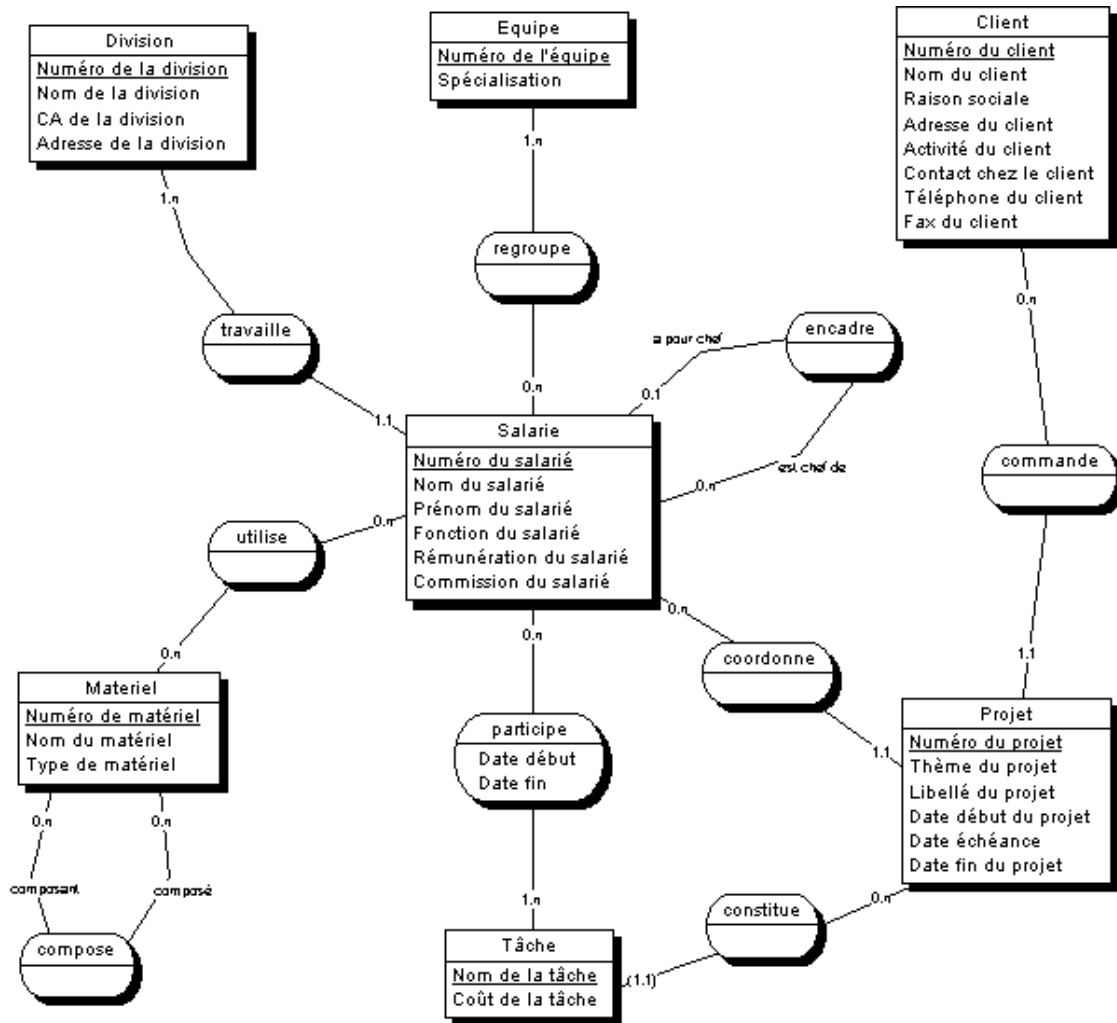 Division
Numéro de la division
Nom de la division
CA de la division
Adresse de la division
Equipe
Numéro de l'équipe
Spécialisation
Client
Numéro du client
Nom du client
Raison sociale
Adresse du client
Activité du client
Contact chez le client
Téléphone du client
Fax du client
1.n
1.n
0.n
regroupe
travaille
a pour chef
encadre
0.n
0.1
1.1
est chef de
0.n
commande
Salarie
Numéro du salarié
Nom du salarié
Prénom du salarié
Fonction du salarié
Rémunération du salarié
Commission du salarié
0.n
utilise
0.n
0.n
0.n
coordonne
1.1
1.1
Materiel
Numéro de matériel
Nom du matériel
Type de matériel
participe
Date début
Date fin
Projet
Numéro du projet
Thème du projet
Libellé du projet
Date début du projet
Date échéance
Date fin du projet
0.n
0.n
composant
composé
compose
1.n
0.n
constitue
(1.1)
Tâche
Nom de la tâche
Coût de la tâche